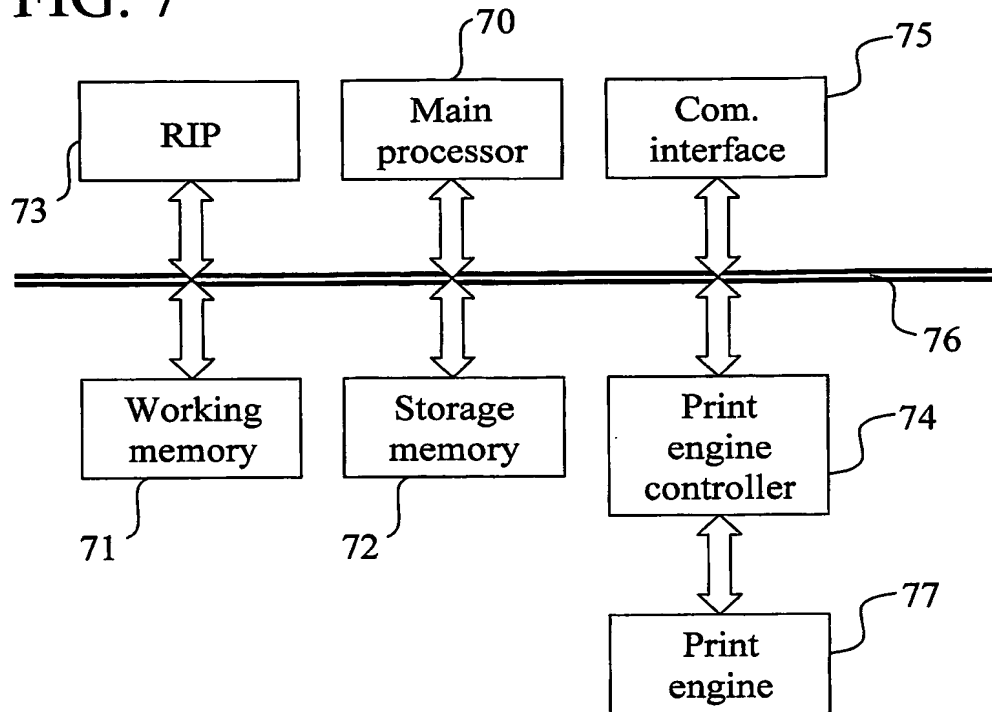 FIG. 7
70
75
RIP
Main
processor
Com.
interface
73
76
Working
memory
Storage
memory
Print
engine
controller
74
71
72
77
Print
engine